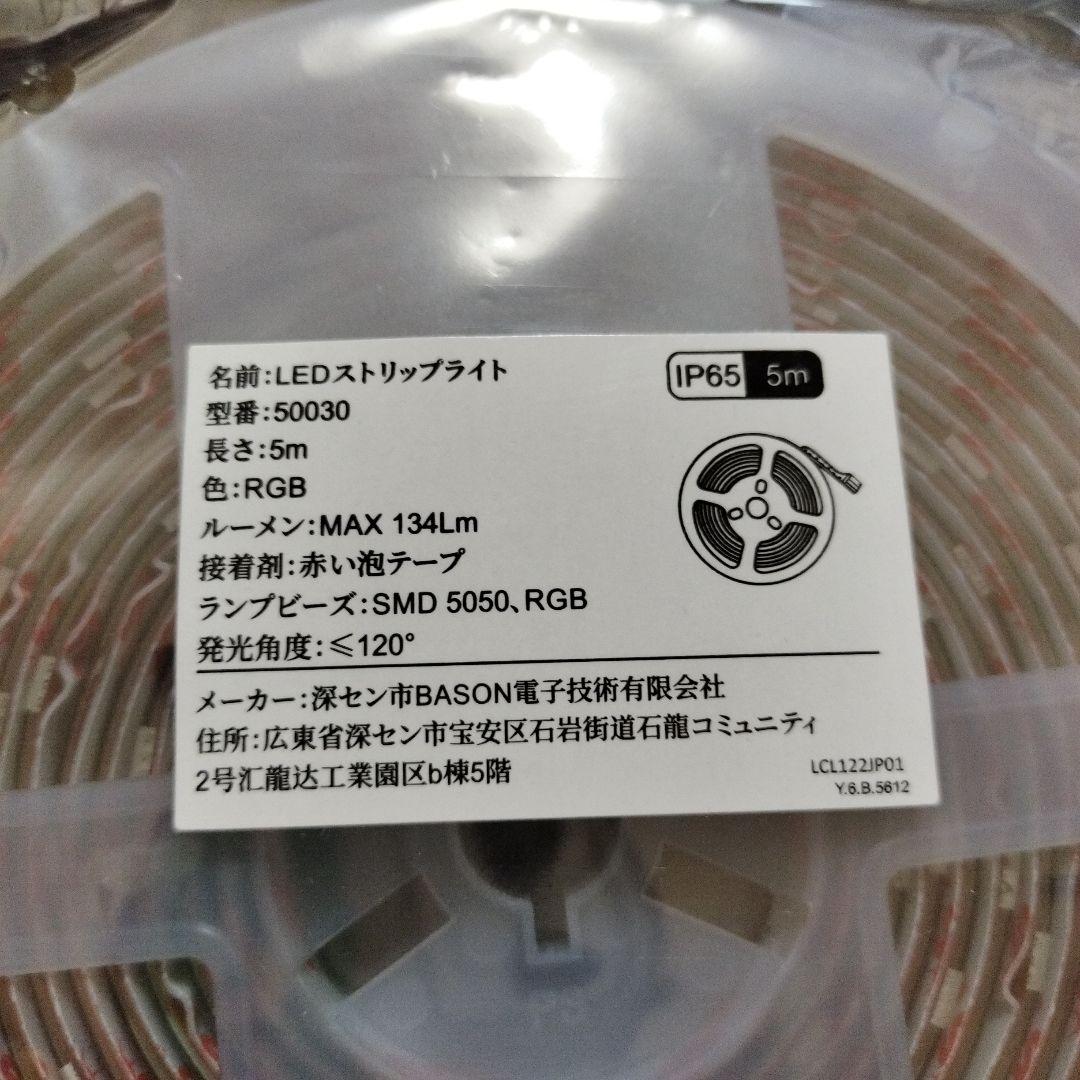 名前:LEDストリップライト
型番:50030
長さ:5m
色:RGB
ルーメン:MAX 134Lm
接着剤:赤い泡テープ
ランプビーズ:SMD 5050、RGB
発光角度:≤120°
IP65 5m
メーカー:深セン市BASON電子技術有限会社
住所:広東省深セン市宝安区石岩街道石龍コミュニティ
2号汇龍达工業園区b棟5階
LCL122JP01
Y.6.B.5612